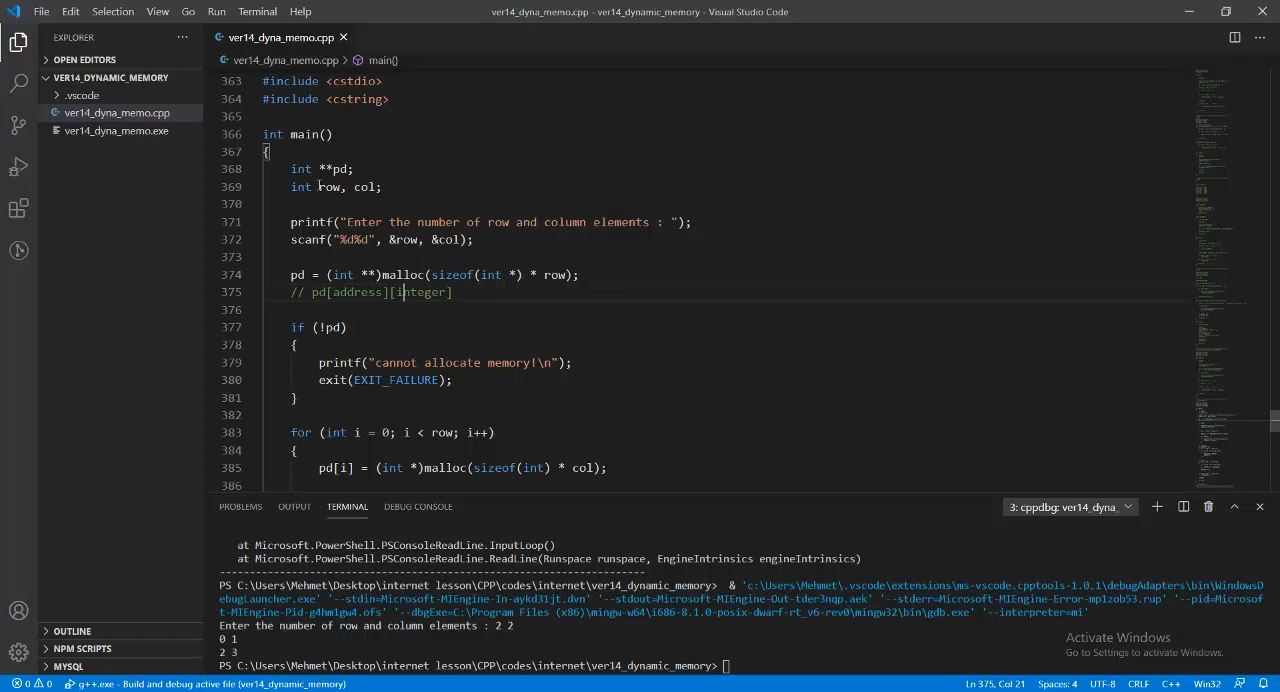 File Edit Selection View Go Run Terminal Help
ver14_dyna_memo.cpp - ver14_dynamic_memory - Visual Studio Code
EXPLORER ...
OPEN EDITORS
VER14_DYNAMIC_MEMORY
.vscode
ver14_dyna_memo.cpp
ver14_dyna_memo.exe
OUTLINE
NPM SCRIPTS
MYSQL
ver14_dyna_memo.cpp
ver14_dyna_memo.cpp > main()
363 #include <cstdio>
364 #include <cstring>
365
366 int main()
367 {
368 int **pd;
369 int row, col;
370
371 printf("Enter the number of row and column elements : ");
372 scanf("%d%d", &row, &col);
373
374 pd = (int **)malloc(sizeof(int *) * row);
375 // pd[address][integer]
376
377 if (!pd)
378 {
379 printf("cannot allocate memory!\n");
380 exit(EXIT_FAILURE);
381 }
382
383 for (int i = 0; i < row; i++)
384 {
385 pd[i] = (int *)malloc(sizeof(int) * col);
386
PROBLEMS OUTPUT TERMINAL DEBUG CONSOLE
3: cppdbg: ver14_dyna_
at Microsoft.PowerShell.PSConsoleReadLine.InputLoop()
at Microsoft.PowerShell.PSConsoleReadLine.ReadLine(Runspace runspace, EngineIntrinsics engineIntrinsics)
-----------------------------------------------------------------------
PS C:\Users\Mehmet\Desktop\internet lesson\CPP\codes\internet\ver14_dynamic_memory> & 'c:\Users\Mehmet\.vscode\extensions\ms-vscode.cpptools-1.0.1\debugAdapters\bin\WindowsD
ebugLauncher.exe' '--stdin=Microsoft-MIEngine-In-aykd31jt.dvn' '--stdout=Microsoft-MIEngine-Out-tder3nqp.aek' '--stderr=Microsoft-MIEngine-Error-mp1zob53.rup' '--pid=Microsof
t-MIEngine-Pid-g4hm1gw4.ofs' '--dbgExe=C:\Program Files (x86)\mingw-w64\i686-8.1.0-posix-dwarf-rt_v6-rev0\mingw32\bin\gdb.exe' '--interpreter=mi'
Enter the number of row and column elements : 2 2
0 1
2 3
PS C:\Users\Mehmet\Desktop\internet lesson\CPP\codes\internet\ver14_dynamic_memory>
Activate Windows
Go to Settings to activate Windows.
0 0 g++.exe - Build and debug active file (ver14_dynamic_memory)
Ln 375, Col 21 Spaces: 4 UTF-8 CRLF C++ Win32